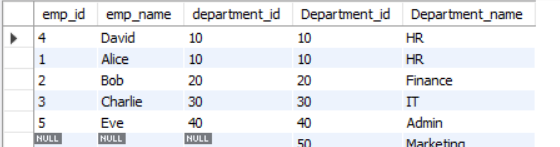 emp_id emp_name department_id Department_id Department_name
4 David 10 10 HR
1 Alice 10 10 HR
2 Bob 20 20 Finance
3 Charlie 30 30 IT
5 Eve 40 40 Admin
NULL NULL NULL 50 Marketing